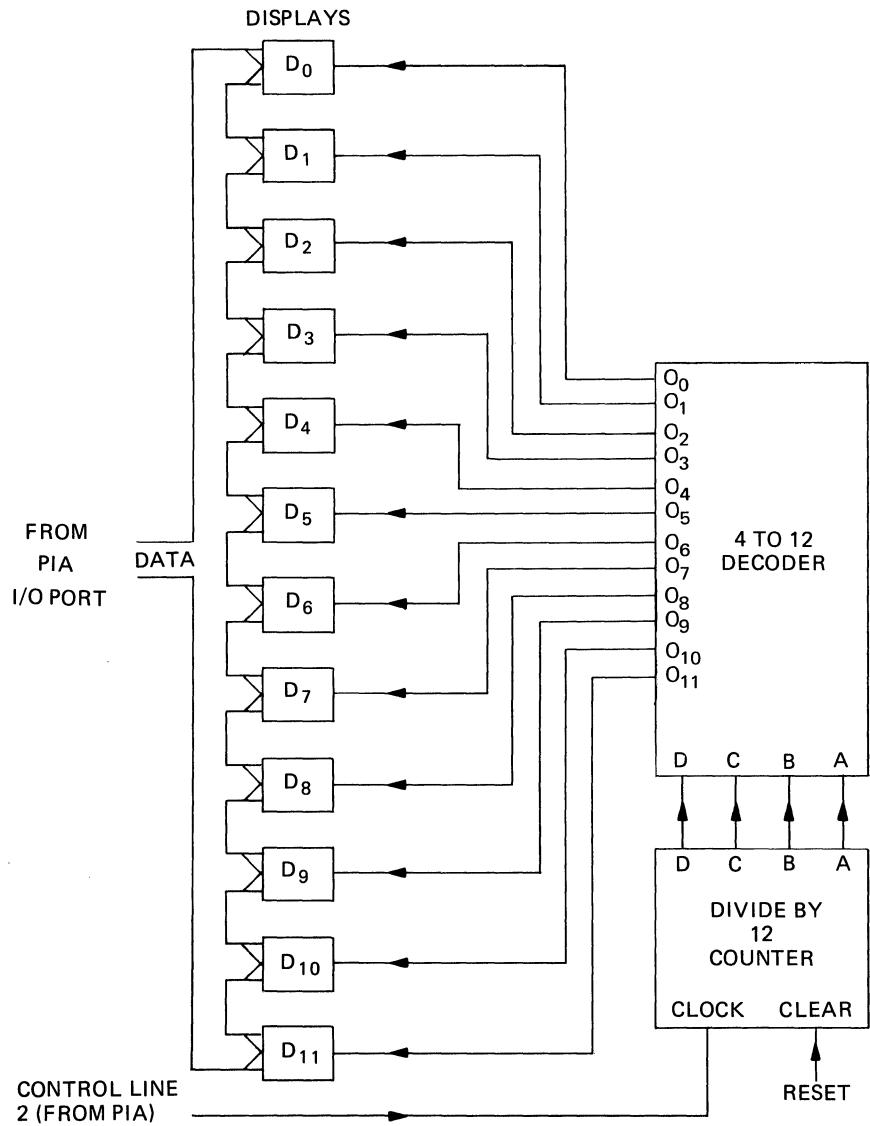 DISPLAYS
D0
D1
D2
D3
D4
D5
D6
D7
D8
D9
D10
D11
FROM
PIA
I/O PORT
DATA
O0
O1
O2
O3
O4
O5
O6
O7
O8
O9
O10
O11
4 TO 12
DECODER
D C B A
D C B A
DIVIDE BY
12
COUNTER
CLOCK CLEAR
RESET
CONTROL LINE
2 (FROM PIA)